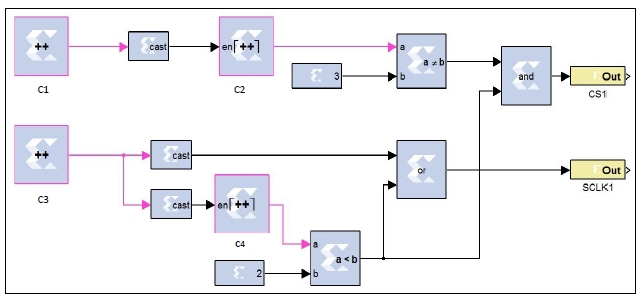 ++
cast
en[++]
a
b
a ≠ b
and
Out
C1
C2
3
CS1
++
cast
or
Out
C3
cast
en[++]
SCLK1
C4
a
b
a < b
2